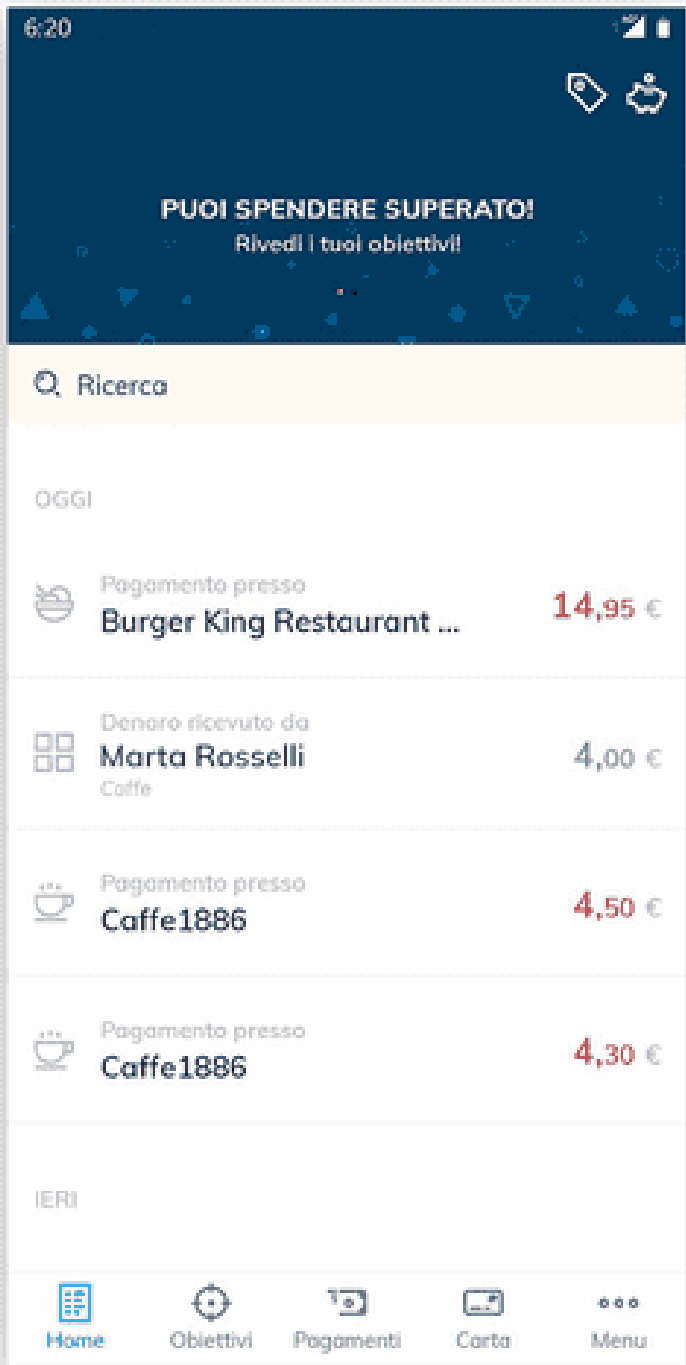 6:20
PUOI SPENDERE SUPERATO!
Rivedi i tuoi obiettivi!
Ricerca
OGGI
Pagamento presso
Burger King Restaurant ...
14,95 €
Denaro ricevuto da
Marta Rosselli
4,00 €
Caffe
Pagamento presso
Caffe1886
4,50 €
Pagamento presso
Caffe1886
4,30 €
IERI
Home Obiettivi Pagamenti Carta Menu